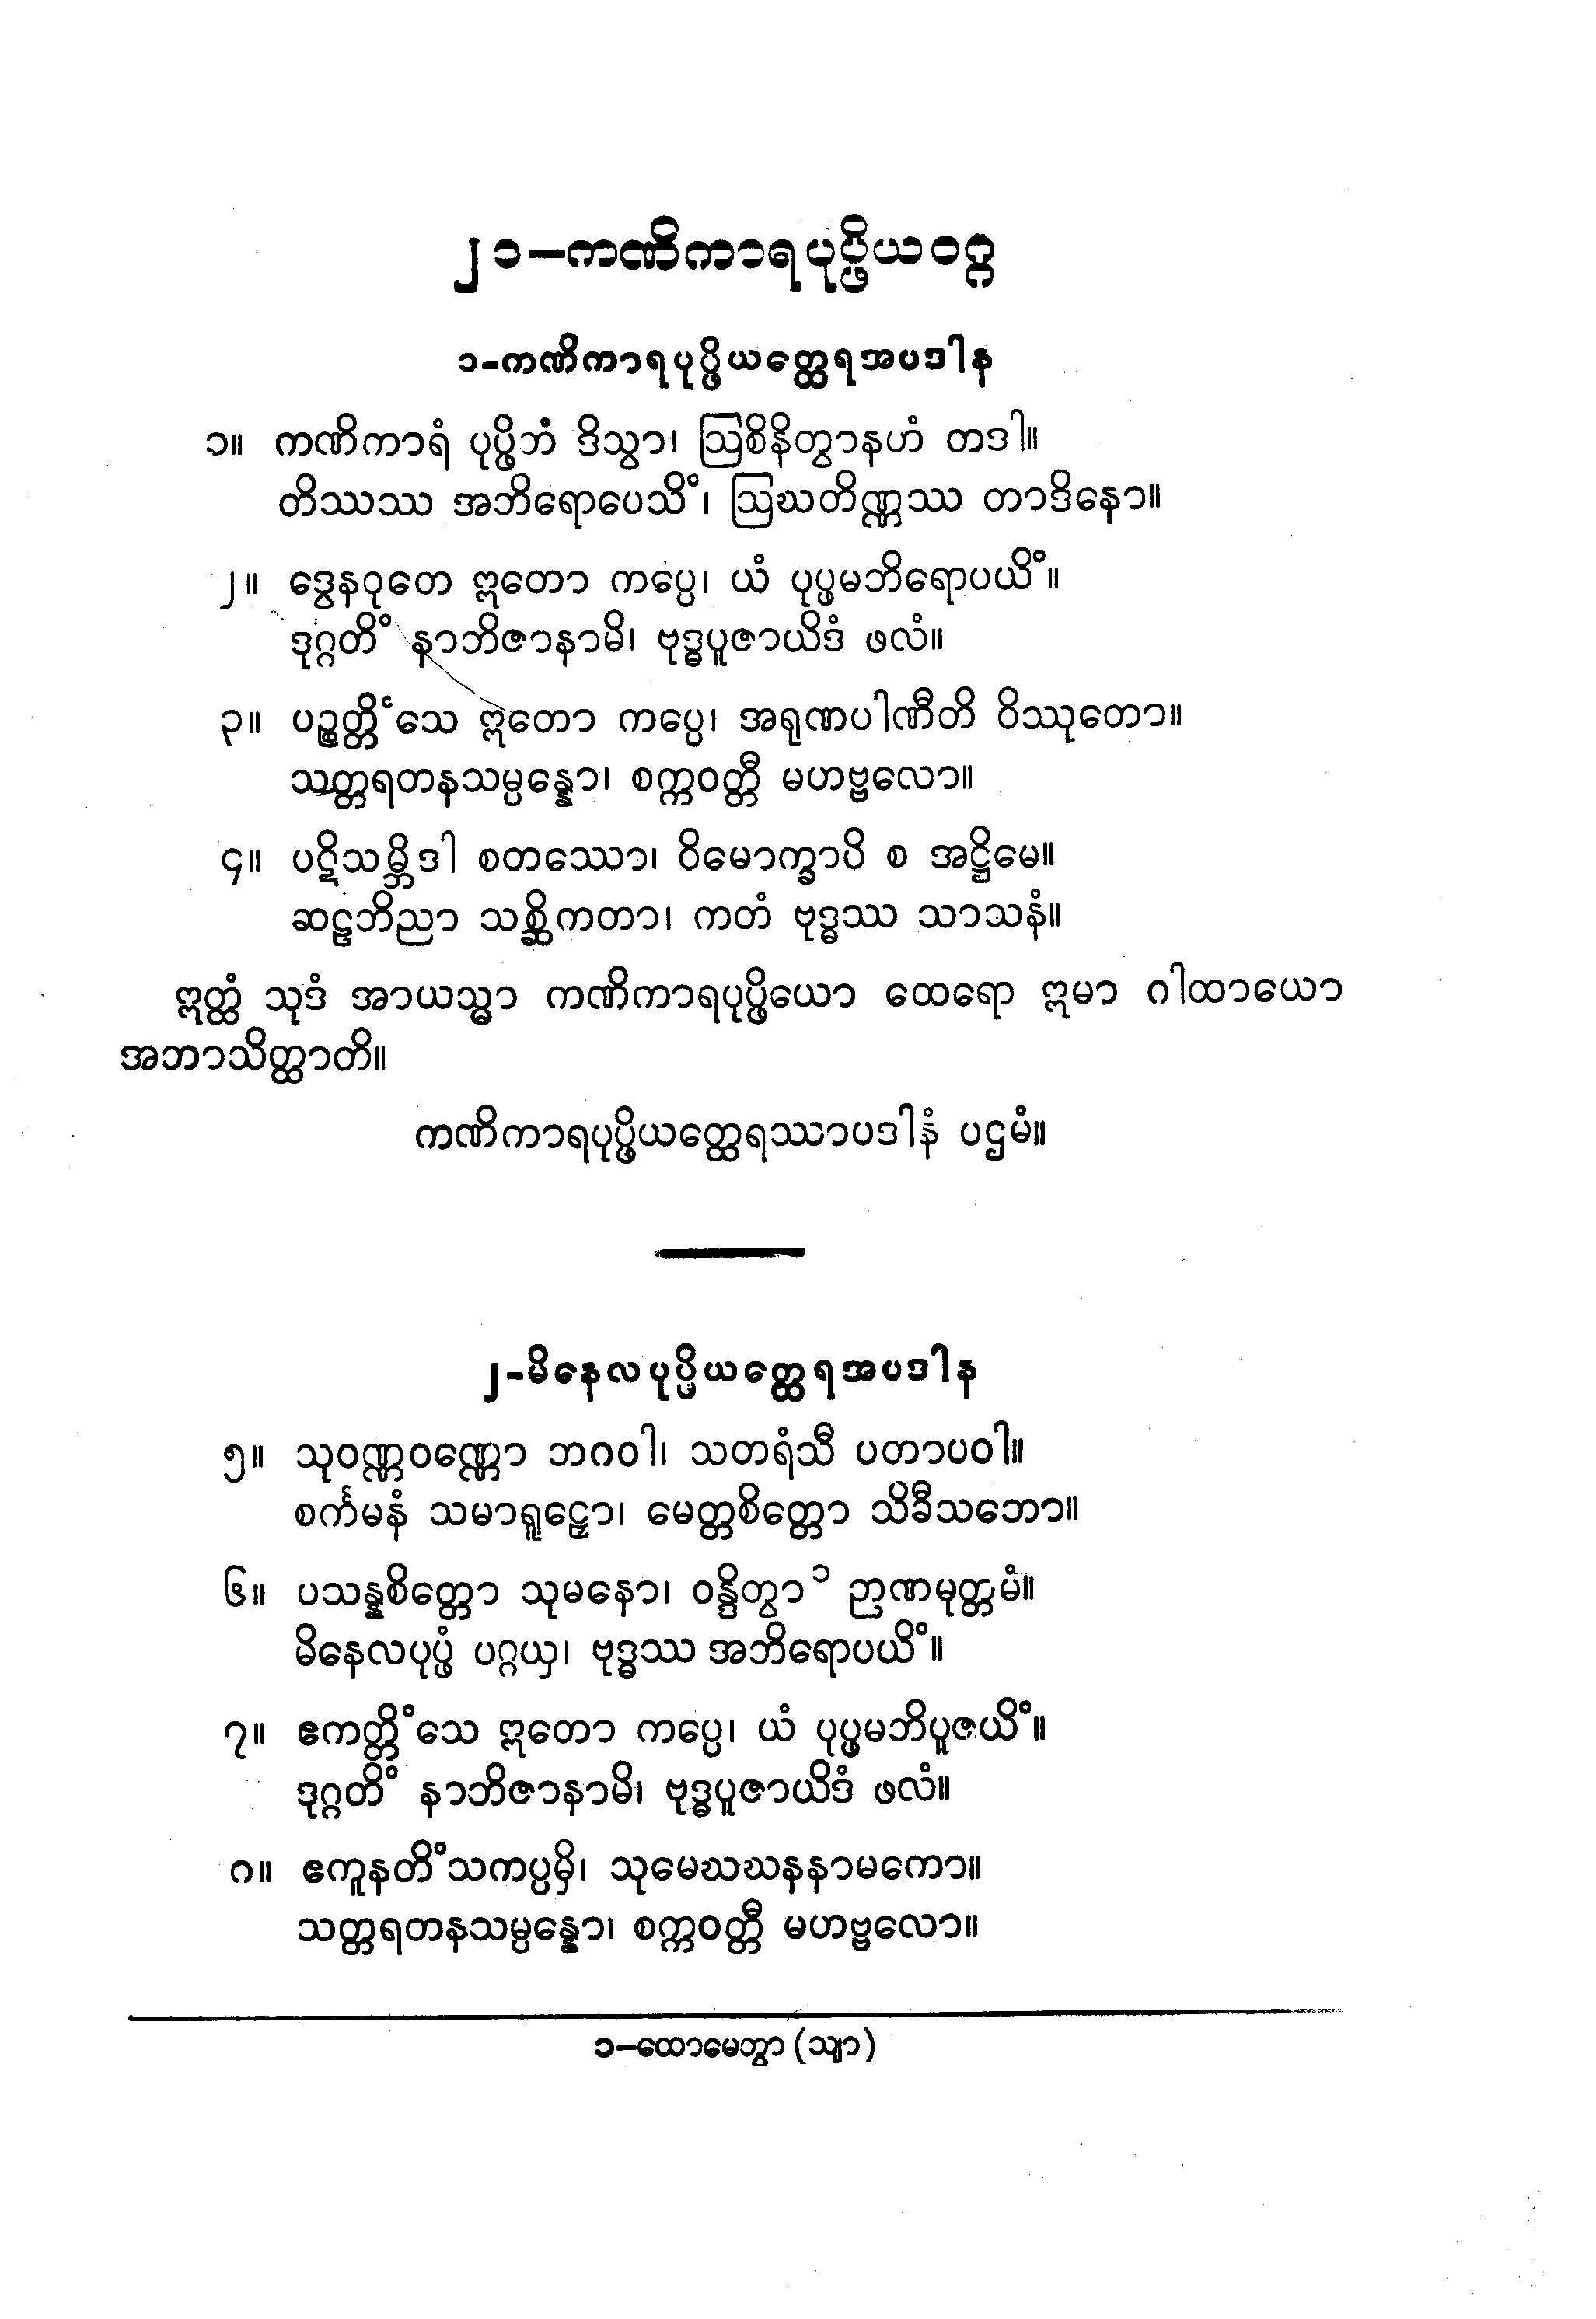 ၂၁–ကဏိကာရပုပ္ဖိယဝဂ္ဂ
၁-ကဏိကာရပုပ္ဖိယတ္ထေရအပဒါန
၁။ ကဏိကာရံ ပုပ္ဖိဘံ ဒိသွာ၊ ဩစိနိတွာနဟံ တဒါ။
တိဿဿ အဘိရောပေသိံ၊ ဩဃတိဏ္ဏဿ တာဒိနော။
၂။ ဒွေနဝုတေ ဣတော ကပ္ပေ၊ ယံ ပုပ္ဖမဘိရောပယိံ။
ဒုဂ္ဂတိံ နာဘိဇာနာမိ၊ ဗုဒ္ဓပူဇာယိဒံ ဖလံ။
၃။ ပဉ္စတ္တိံသေ ဣတော ကပ္ပေ၊ အရုဏပါဏီတိ ဝိဿုတော။
သတ္တရတနသမ္ပန္နော၊ စက္ကဝတ္တီ မဟဗ္ဗလော။
၄။ ပဋိသမ္ဘိဒါ စတဿော၊ ဝိမောက္ခာပိ စ အဋ္ဌိမေ။
ဆဠဘိညာ သစ္ဆိကတာ၊ ကတံ ဗုဒ္ဓဿ သာသနံ။
ဣတ္ထံ သုဒံ အာယသ္မာ ကဏိကာရပုပ္ဖိယော ထေရော ဣမာ ဂါထာယော
အဘာသိတ္ထာတိ။
ကဏိကာရပုပ္ဖိယတ္ထေရဿာပဒါနံ ပဌမံ။
၂-မိနေလပုပ္ဖိယတ္ထေရအပဒါန
၅။ သုဝဏ္ဏဝဏ္ဏော ဘဂဝါ၊ သတရံသီ ပတာပဝါ။
စင်္ကမနံ သမာရူဠှော၊ မေတ္တစိတ္တော သိခီသဘော။
၆။ ပသန္နစိတ္တော သုမနော၊ ဝန္ဒိတွာ ၁ ဉာဏမုတ္တမံ။
မိနေလပုပ္ဖံ ပဂ္ဂယှ၊ ဗုဒ္ဓဿ အဘိရောပယိံ။
၇။ ဧကတ္တိံသေ ဣတော ကပ္ပေ၊ ယံ ပုပ္ဖမဘိပူဇယိံ။
ဒုဂ္ဂတိံ နာဘိဇာနာမိ၊ ဗုဒ္ဓပူဇာယိဒံ ဖလံ။
၈။ ဧကူနတိံသကပ္ပမှိ၊ သုမေဃဃနနာမကော။
သတ္တရတနသမ္ပန္နော၊ စက္ကဝတ္တီ မဟဗ္ဗလော။
၁–ထောမေတွာ (သျာ)